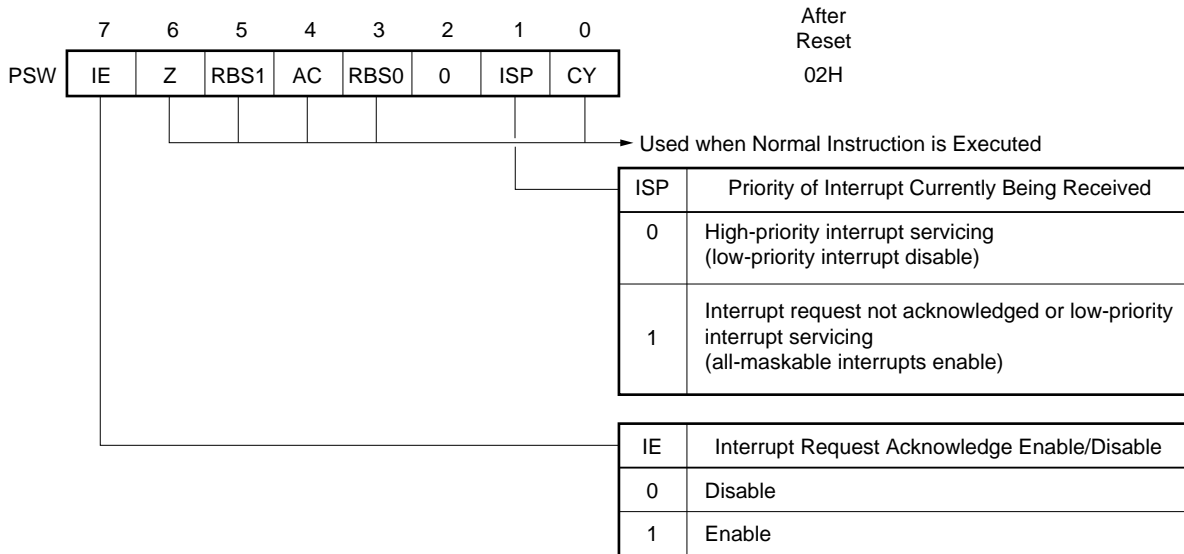 7 6 5 4 3 2 1 0
After
Reset
PSW IE Z RBS1 AC RBS0 0 ISP CY 02H
Used when Normal Instruction is Executed
ISP Priority of Interrupt Currently Being Received
0 High-priority interrupt servicing
(low-priority interrupt disable)
1 Interrupt request not acknowledged or low-priority
interrupt servicing
(all-maskable interrupts enable)
IE Interrupt Request Acknowledge Enable/Disable
0 Disable
1 Enable